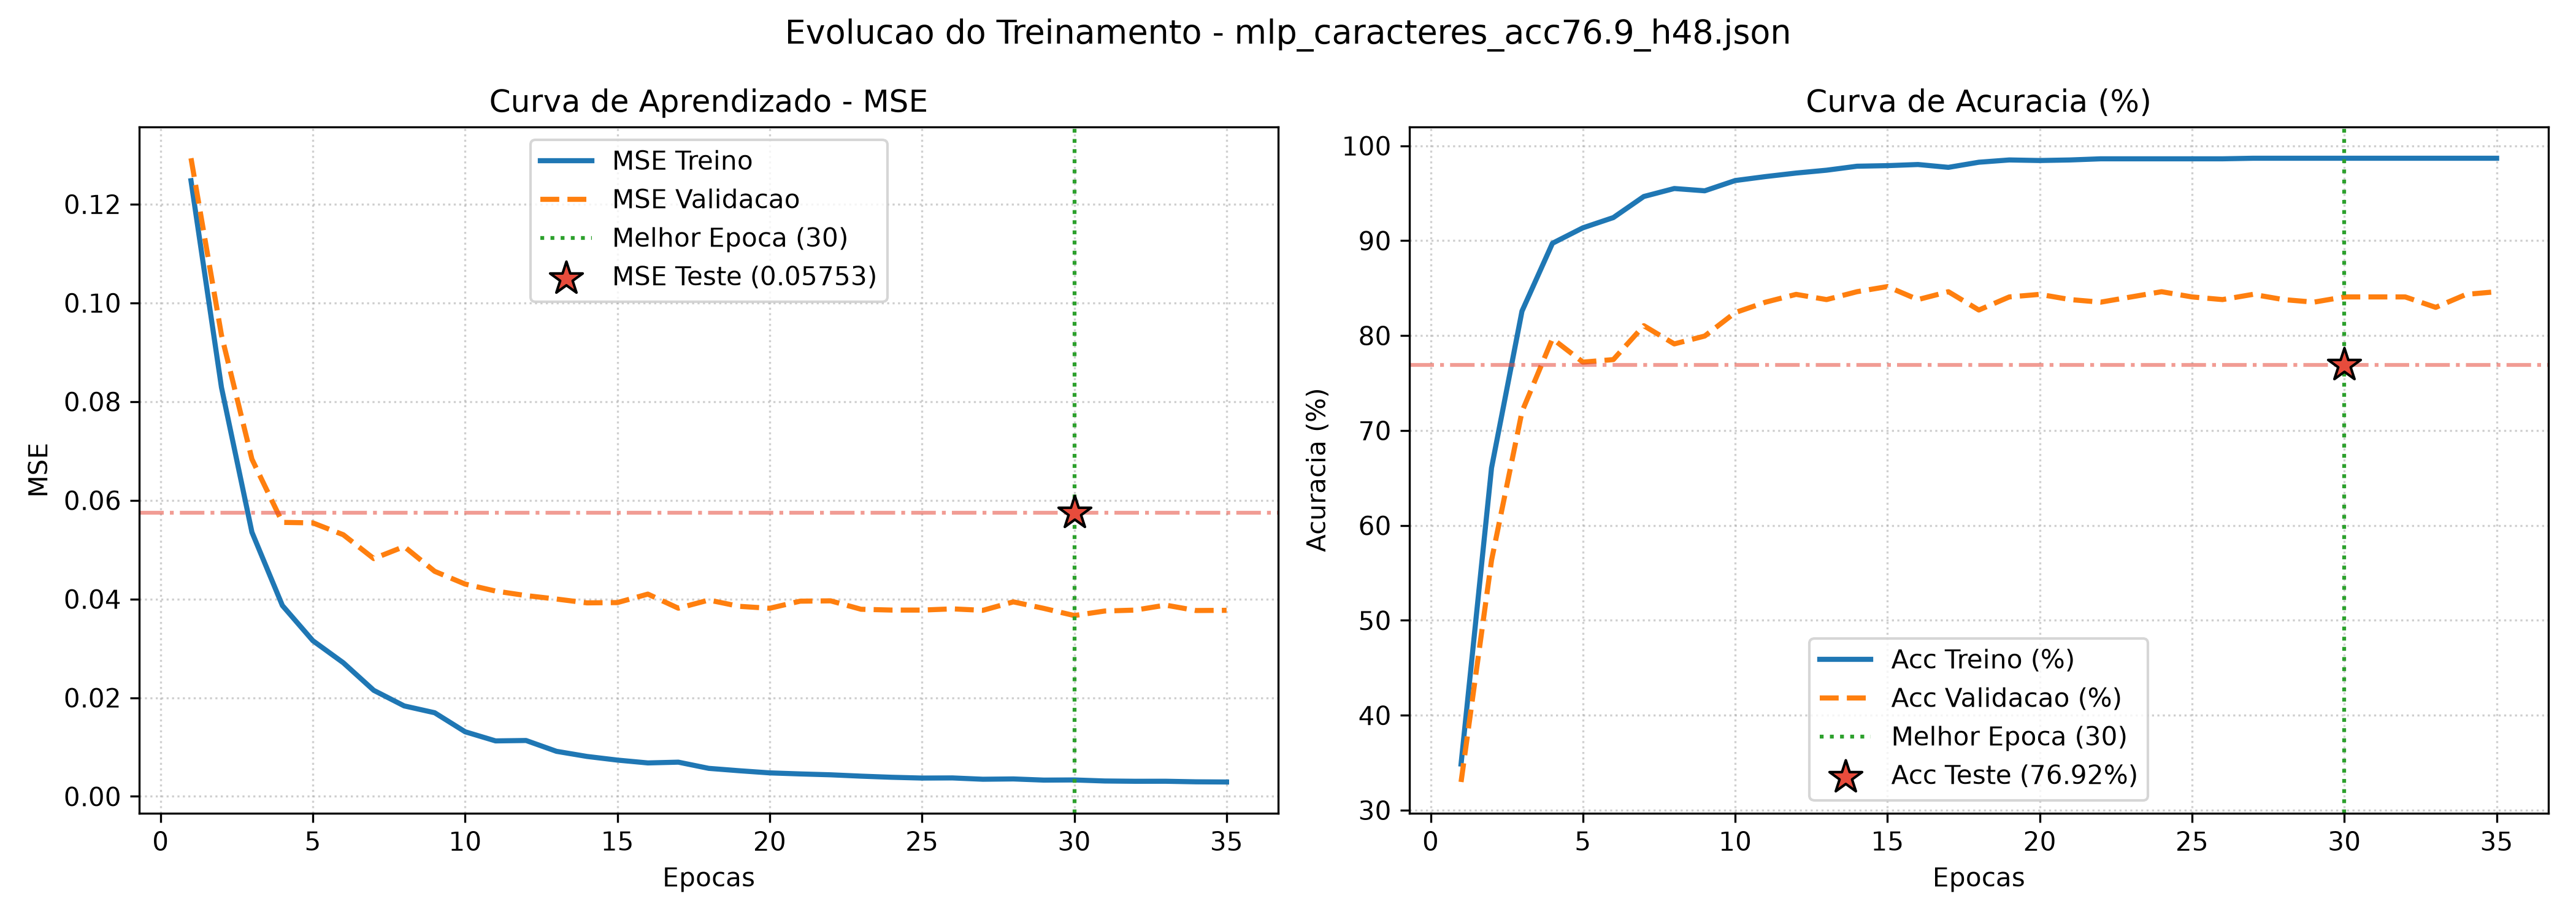 Evolucao do Treinamento - mlp_caracteres_acc76.9_h48.json
Curva de Aprendizado - MSE
MSE Treino
MSE Validacao
Melhor Epoca (30)
MSE Teste (0.05753)
MSE
0.12
0.10
0.08
0.06
0.04
0.02
0.00
0 5 10 15 20 25 30 35
Epocas
Curva de Acuracia (%)
Acuracia (%)
100
90
80
70
60
50
40
30
Acc Treino (%)
Acc Validacao (%)
Melhor Epoca (30)
Acc Teste (76.92%)
0 5 10 15 20 25 30 35
Epocas